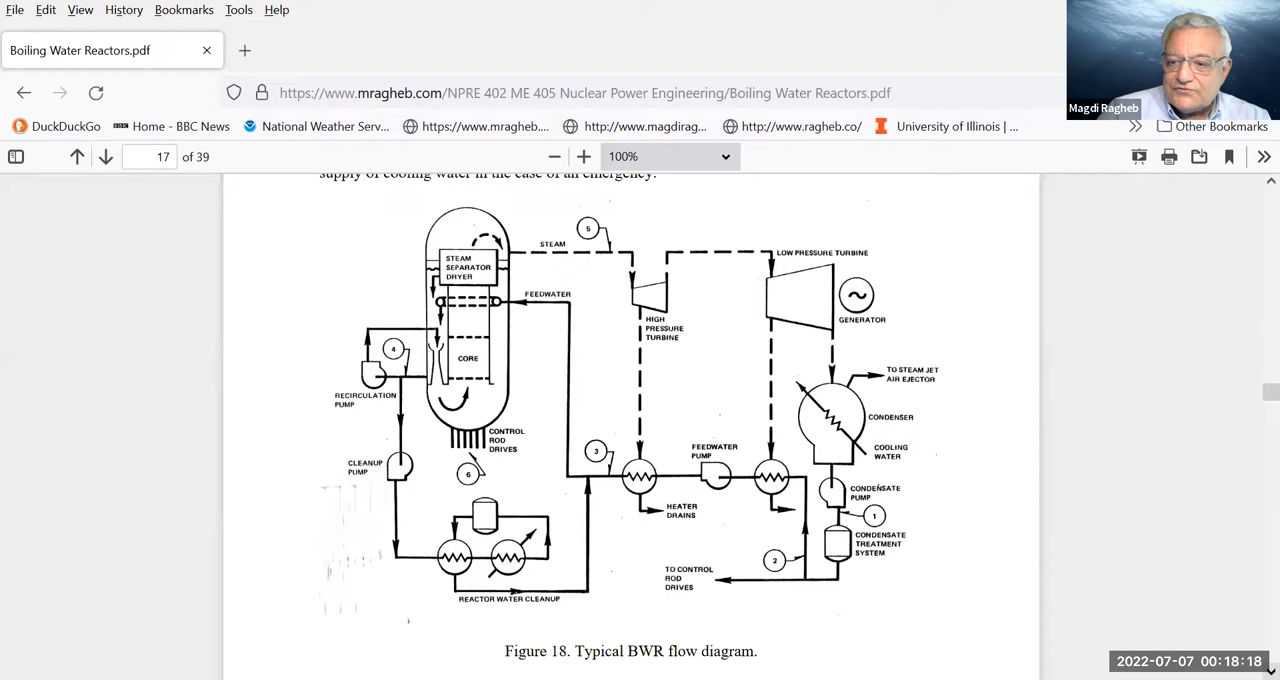 File Edit View History Bookmarks Tools Help
Boiling Water Reactors.pdf
https://www.mragheb.com/NPRE 402 ME 405 Nuclear Power Engineering/Boiling Water Reactors.pdf
Magdi Ragheb
DuckDuckGo
BBC Home - BBC News
National Weather Serv...
https://www.mragheb....
http://www.magdirag...
http://www.ragheb.co/
I University of Illinois |...
Other Bookmarks
17 of 39
100%
supply of cooling water in the case of an emergency.
5
STEAM
LOW PRESSURE TURBINE
STEAM
SEPARATOR
DRYER
FEEDWATER
HIGH
PRESSURE
TURBINE
GENERATOR
4
CORE
TO STEAM JET
AIR EJECTOR
RECIRCULATION
PUMP
CONDENSER
CONTROL
ROD
DRIVES
COOLING
WATER
3
FEEDWATER
PUMP
CLEANUP
PUMP
6
HEATER
DRAINS
CONDENSATE
PUMP
1
CONDENSATE
TREATMENT
SYSTEM
2
TO CONTROL
ROD
DRIVES
REACTOR WATER CLEANUP
Figure 18. Typical BWR flow diagram.
2022-07-07 00:18:18